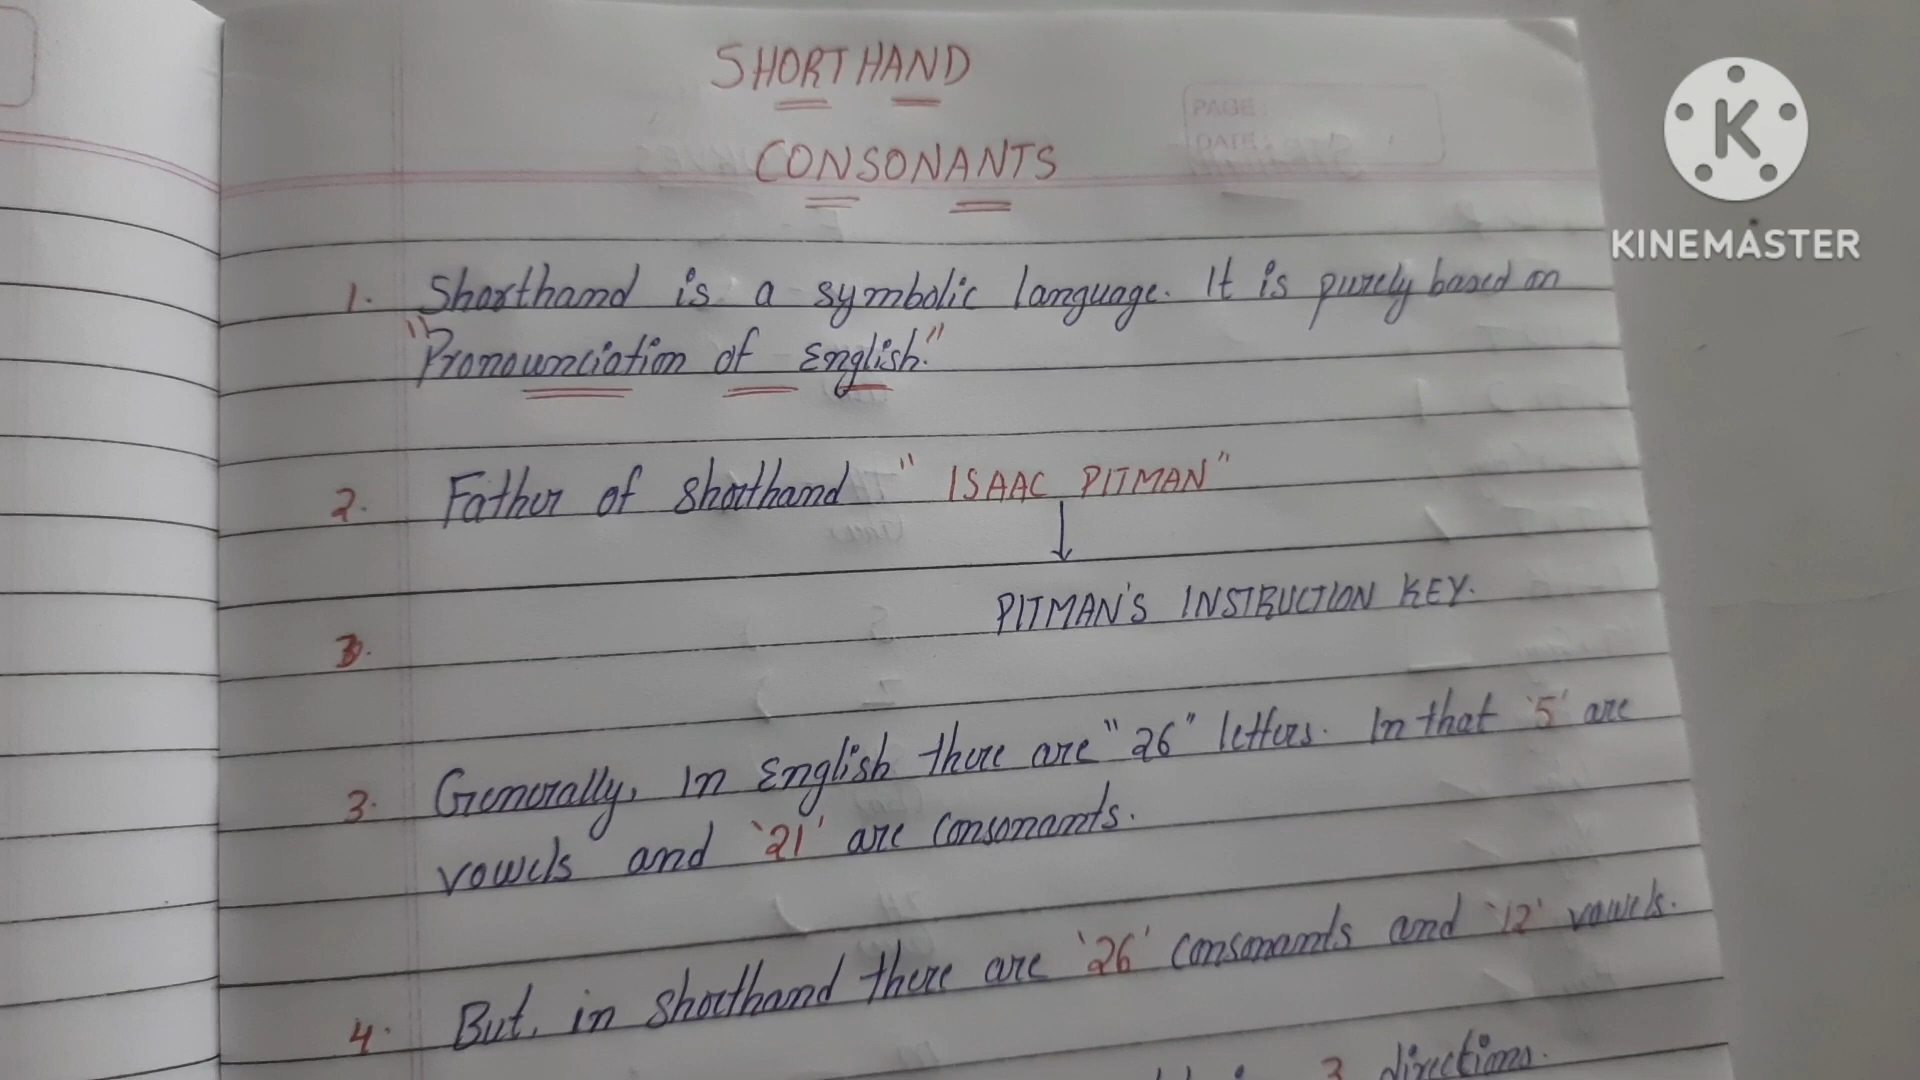 SHORTHAND
CONSONANTS
PAGE:
DATE:
K
KINEMASTER
1. Shorthand is a symbolic language. It is purely based on
"Pronounciation of English."
2. Father of shorthand "ISAAC PITMAN"
↓
PITMAN'S INSTRUCTION KEY.
3.
3. Generally, in English there are "26" letters. In that '5' are
vowels and '21' are consonants.
4. But, in shorthand there are '26' consonants and '12' vowels.
3 directions.